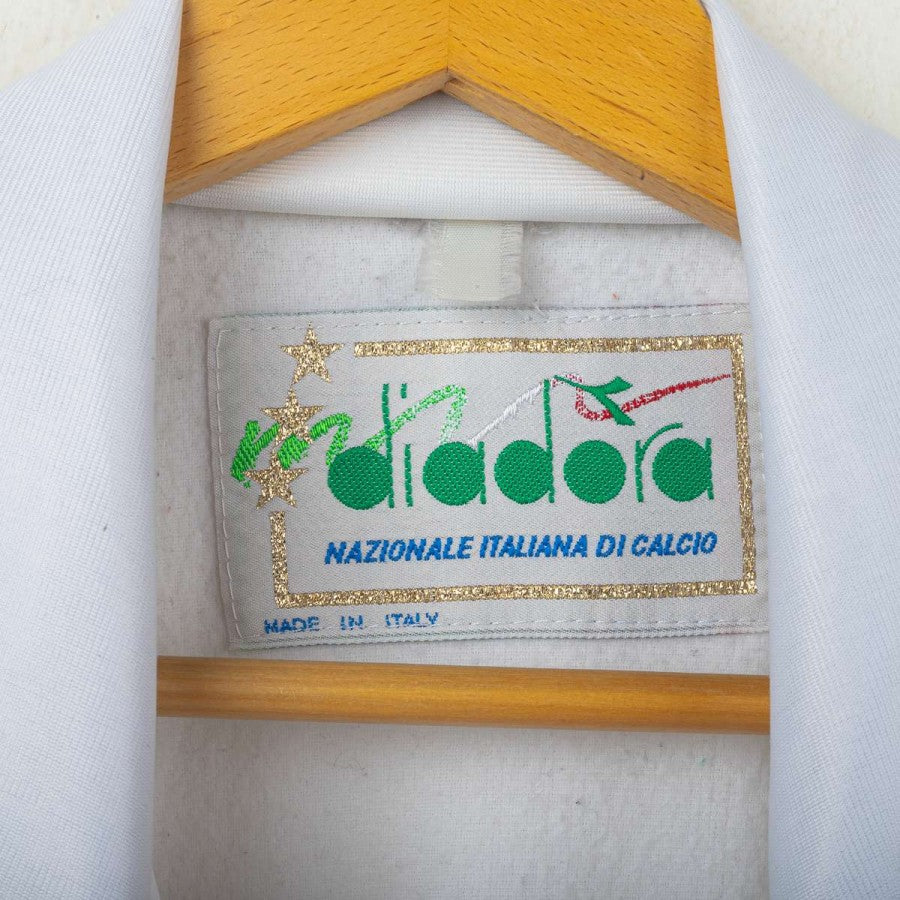 diadora
NAZIONALE ITALIANA DI CALCIO
MADE IN ITALY